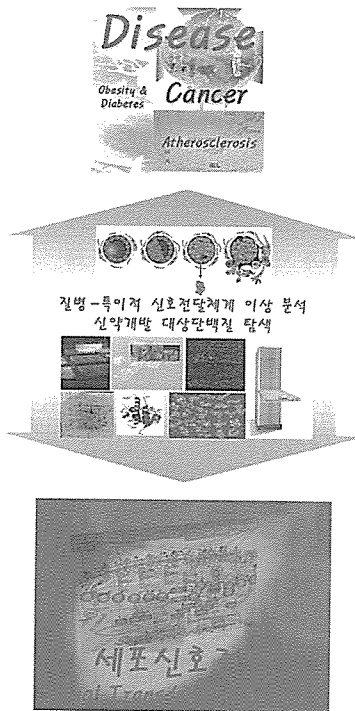 Disease
Obesity &
Diabetes
Cancer
Atherosclerosis
질병-특이적 신호전달체계 이상 분석
신약개발 대상단백질 탐색
세포신호